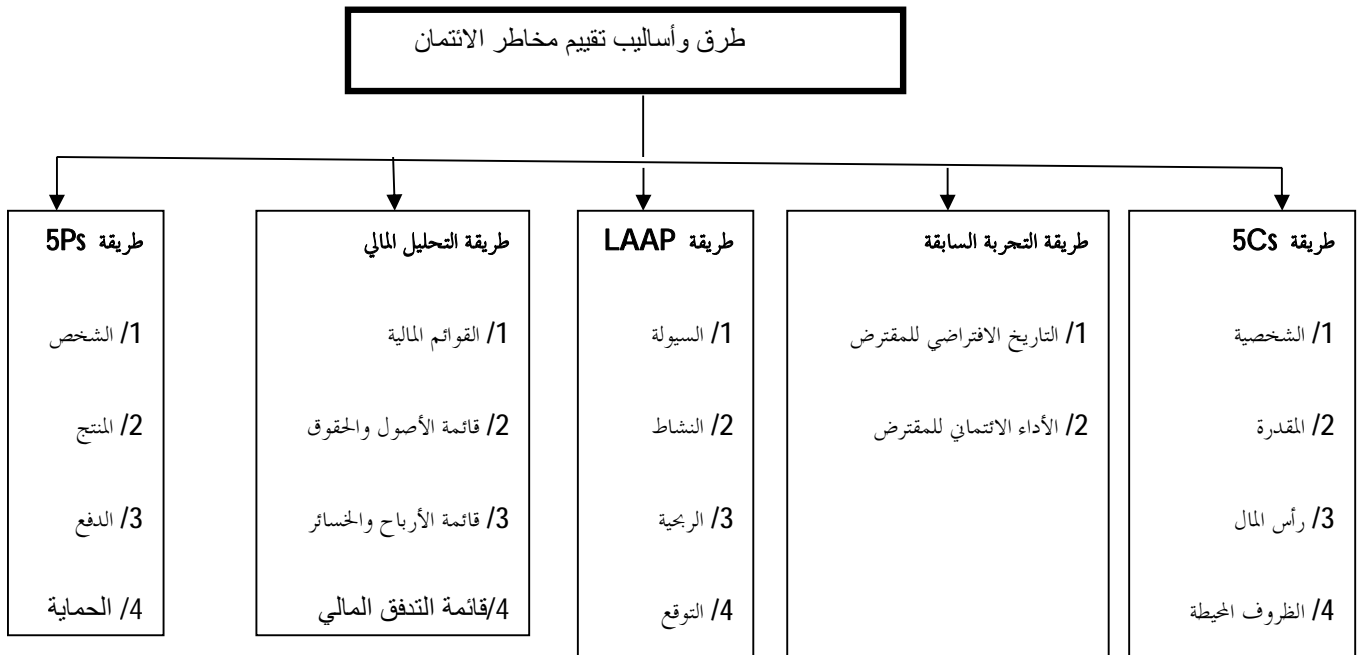 طرق وأساليب تقييم مخاطر الائتمان
طريقة 5Cs
1/ الشخصية
2/ المقدرة
3/ رأس المال
4/ الظروف المحيطة
طريقة التجربة السابقة
1/ التاريخ الافتراضي للمقترض
2/ الأداء الائتماني للمقترض
طريقة LAAP
1/ السيولة
2/ النشاط
3/ الربحية
4/ التوقع
طريقة التحليل المالي
1/ القوائم المالية
2/ قائمة الأصول والحقوق
3/ قائمة الأرباح والخسائر
4/قائمة التدفق المالي
طريقة 5Ps
1/ الشخص
2/ المنتج
3/ الدفع
4/ الحماية